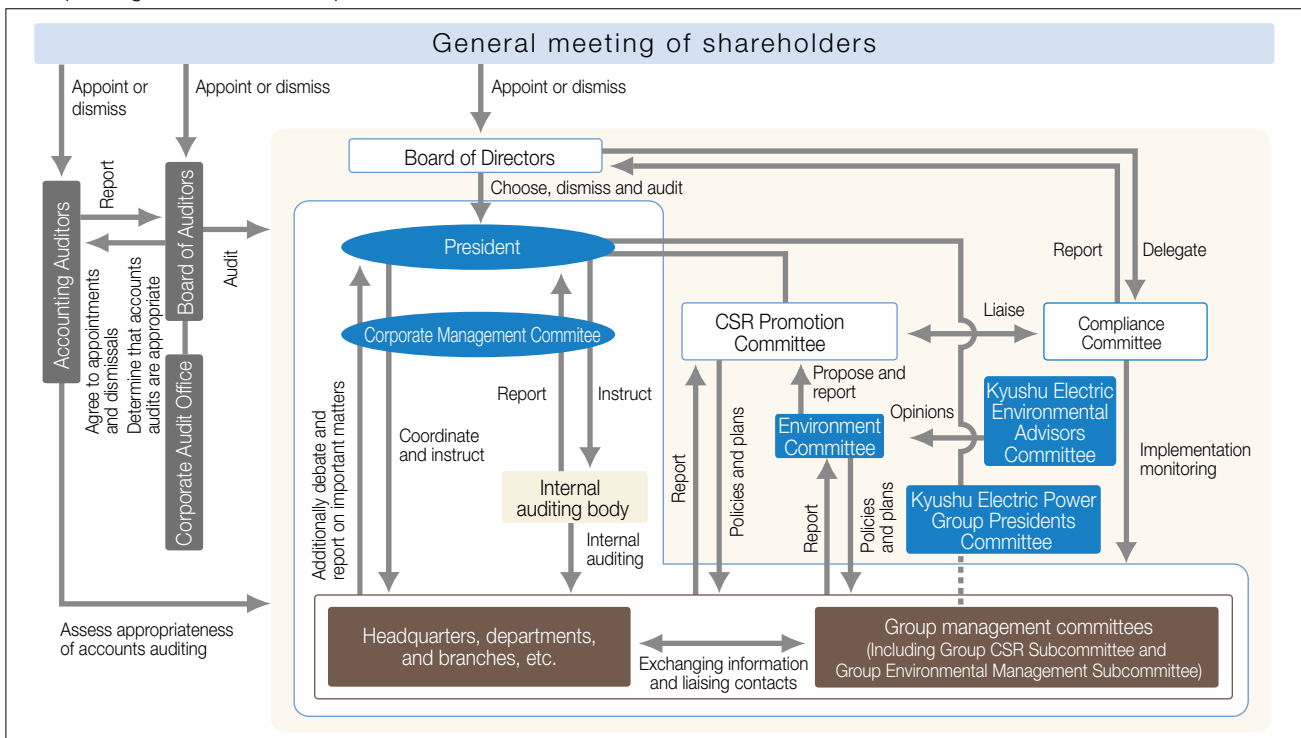 General meeting of shareholders
Appoint or
dismiss
Appoint or dismiss
Appoint or dismiss
Board of Directors
Choose, dismiss and audit
Accounting Auditors
Report
Board of Auditors
Audit
Agree to appointments
and dismissals
Determine that accounts
audits are appropriate
Corporate Audit Office
President
Corporate Management Commitee
Report
Instruct
Additionally debate and
report on important matters
Coordinate
and instruct
Internal
auditing body
Internal
auditing
CSR Promotion
Committee
Liaise
Report
Delegate
Compliance
Committee
Propose and
report
Opinions
Environment
Committee
Kyushu Electric
Environmental
Advisors
Committee
Implementation
monitoring
Report
Policies and plans
Report
Policies
and plans
Kyushu Electric Power
Group Presidents
Committee
Assess appropriateness
of accounts auditing
Headquarters, departments,
and branches, etc.
Exchanging information
and liaising contacts
Group management committees
(Including Group CSR Subcommittee and
Group Environmental Management Subcommittee)